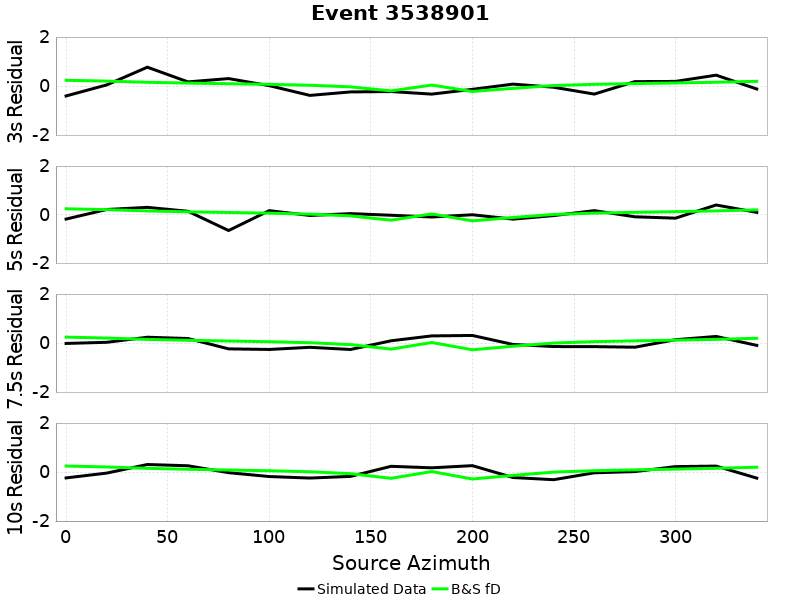 Event 3538901
3s Residual
2
0
-2
5s Residual
2
0
-2
7.5s Residual
2
0
-2
10s Residual
2
0
-2
0 50 100 150 200 250 300
Source Azimuth
Simulated Data B&S fD